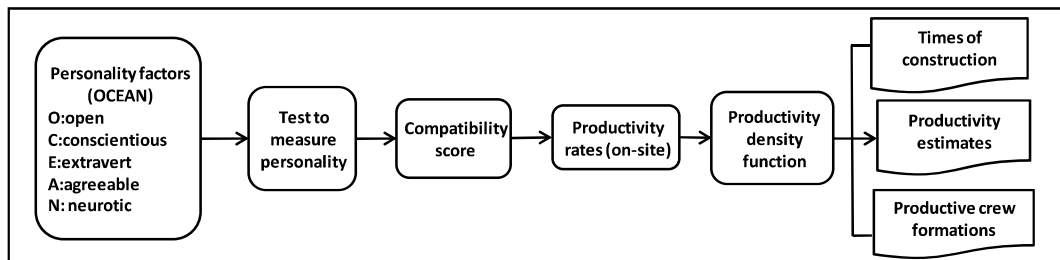 Personality factors
(OCEAN)
O:open
C:conscientious
E:extravert
A:agreeable
N: neurotic
Test to
measure
personality
Compatibility
score
Productivity
rates (on-site)
Productivity
density
function
Times of
construction
Productivity
estimates
Productive crew
formations